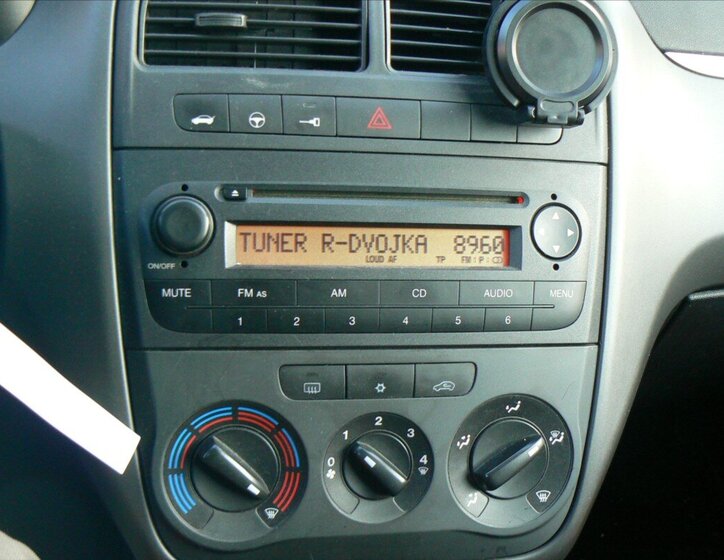 TUNER R-DVOJKA 8960
LOUD AF TP FM:P:
ON/OFF
MUTE FM AS AM CD AUDIO MENU
1 2 3 4 5 6
0 1 2 3 4